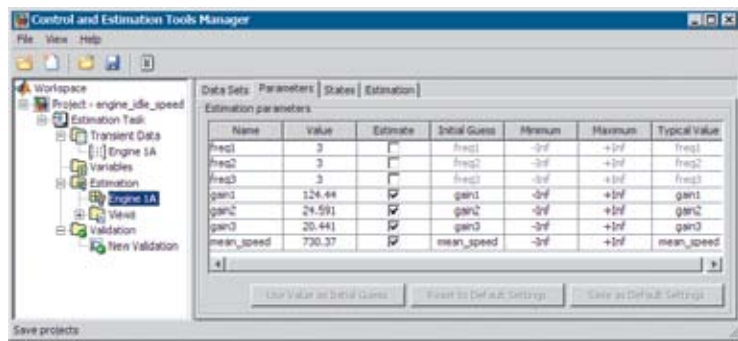 Control and Estimation Tools Manager
File View Help
Workspace
Project - engine_idle_speed
Estimation Task
Transient Data
Engine 1A
Variables
Estimation
Engine 1A
Views
Validation
New Validation
Data Sets Parameters States Estimation
Estimation parameters
Name Value Estimate Initial Guess Minimum Maximum Typical Value
freq1 3 freq1 -Inf +Inf freq1
freq2 3 freq2 -Inf +Inf freq2
freq3 3 freq3 -Inf +Inf freq3
gain1 124.44 gain1 -Inf +Inf gain1
gain2 24.591 gain2 -Inf +Inf gain2
gain3 20.441 gain3 -Inf +Inf gain3
mean_speed 730.37 mean_speed -Inf +Inf mean_speed
Use Value as Initial Guess Reset to Default Settings Save as Default Settings
Save projects